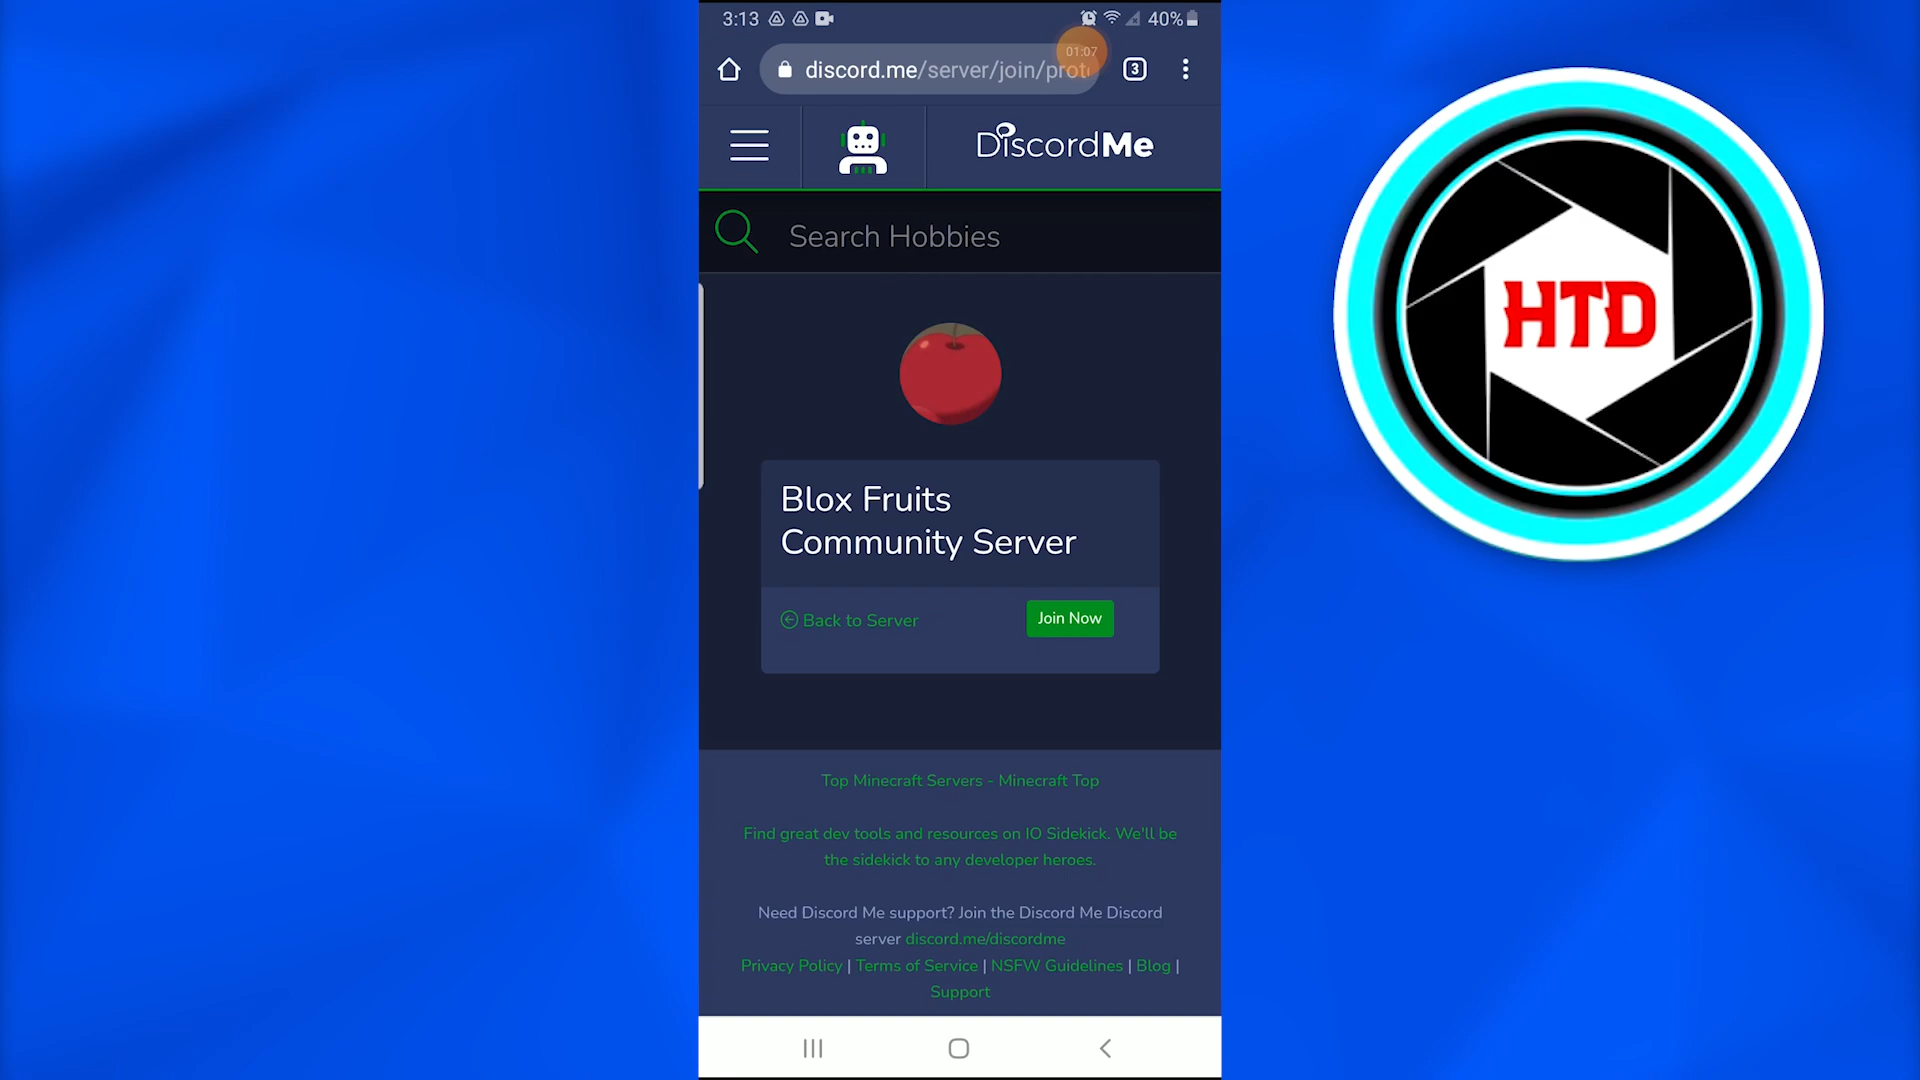 3:13
40%
01:07
discord.me/server/join/prot
3
DiscordMe
Search Hobbies
HTD
Blox Fruits
Community Server
Back to Server
Join Now
Top Minecraft Servers - Minecraft Top
Find great dev tools and resources on IO Sidekick. We'll be
the sidekick to any developer heroes.
Need Discord Me support? Join the Discord Me Discord
server discord.me/discordme
Privacy Policy | Terms of Service | NSFW Guidelines | Blog |
Support